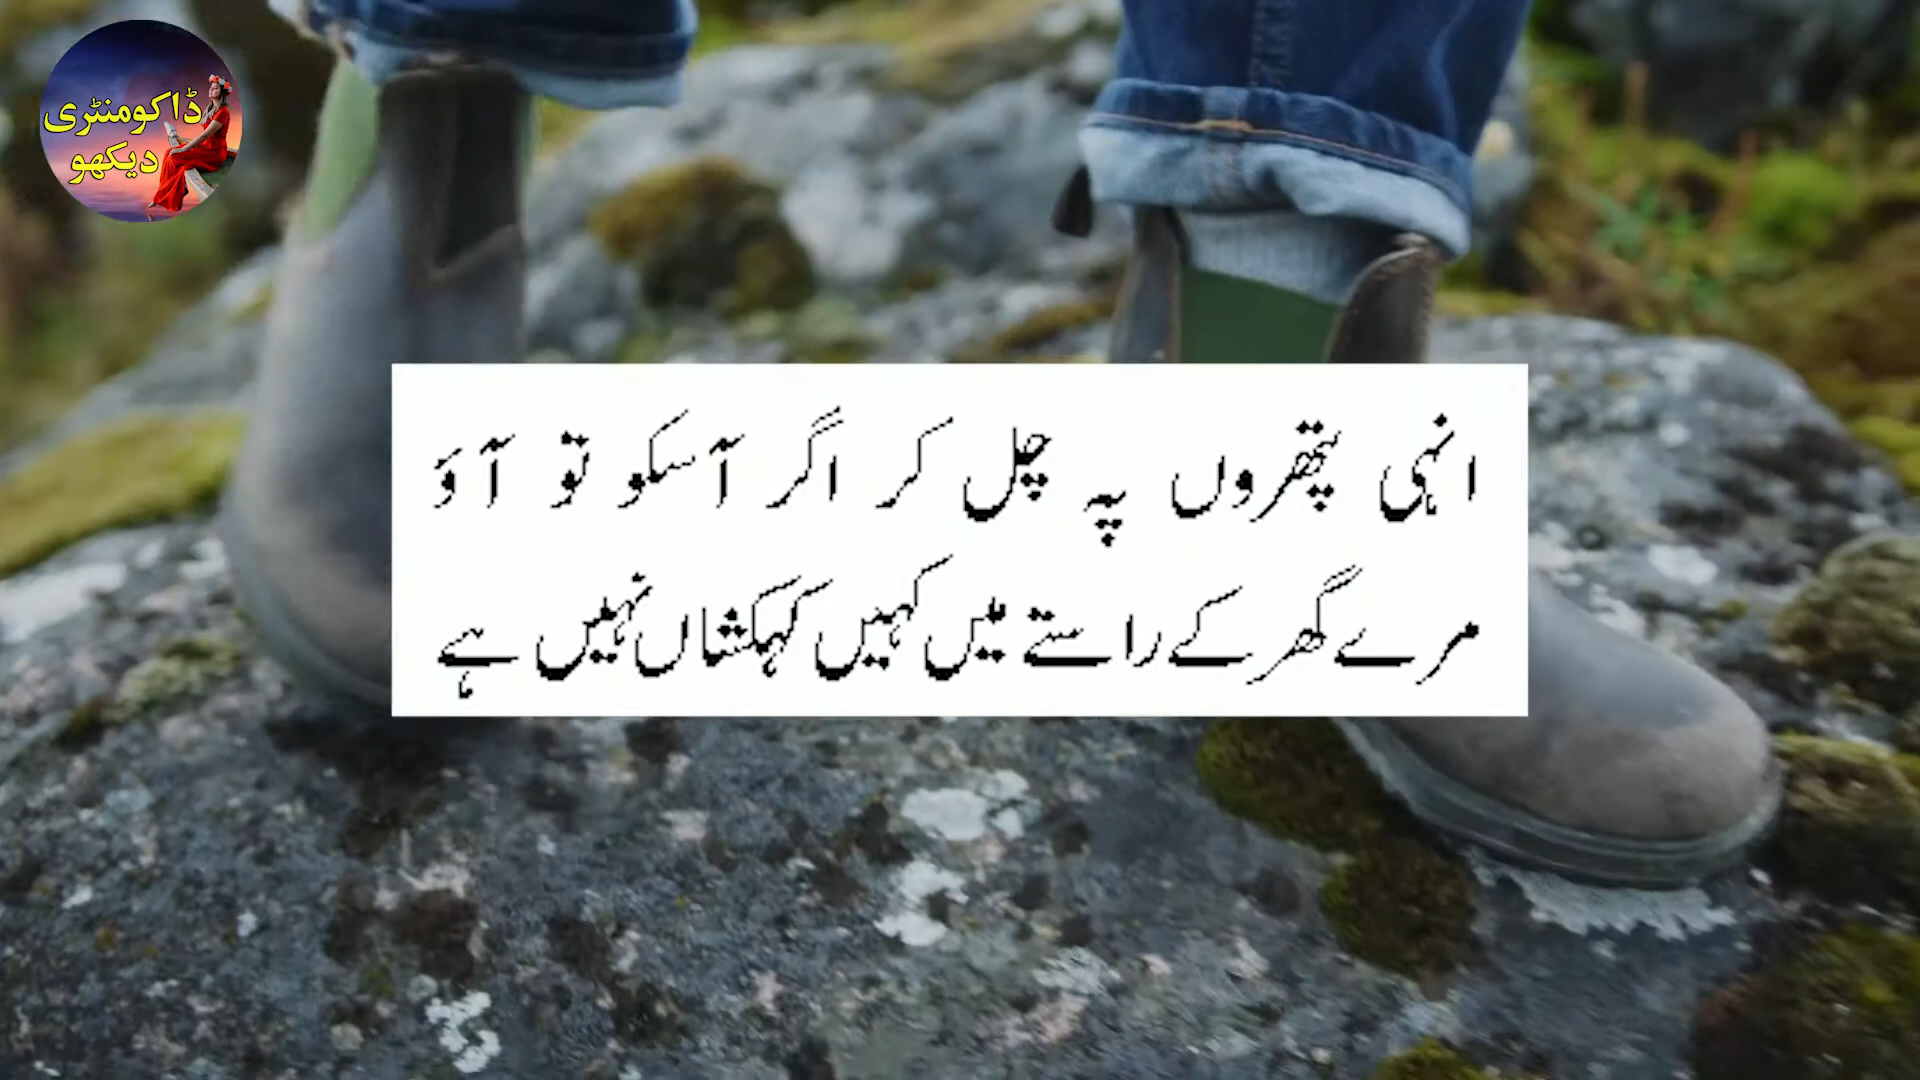 ڈاکومنٹری
دیکھو
انہی پتھروں پہ چل کر اگر آسکو تو آؤ
مرے گھر کے راستے میں کہیں کہکشاں نہیں ہے